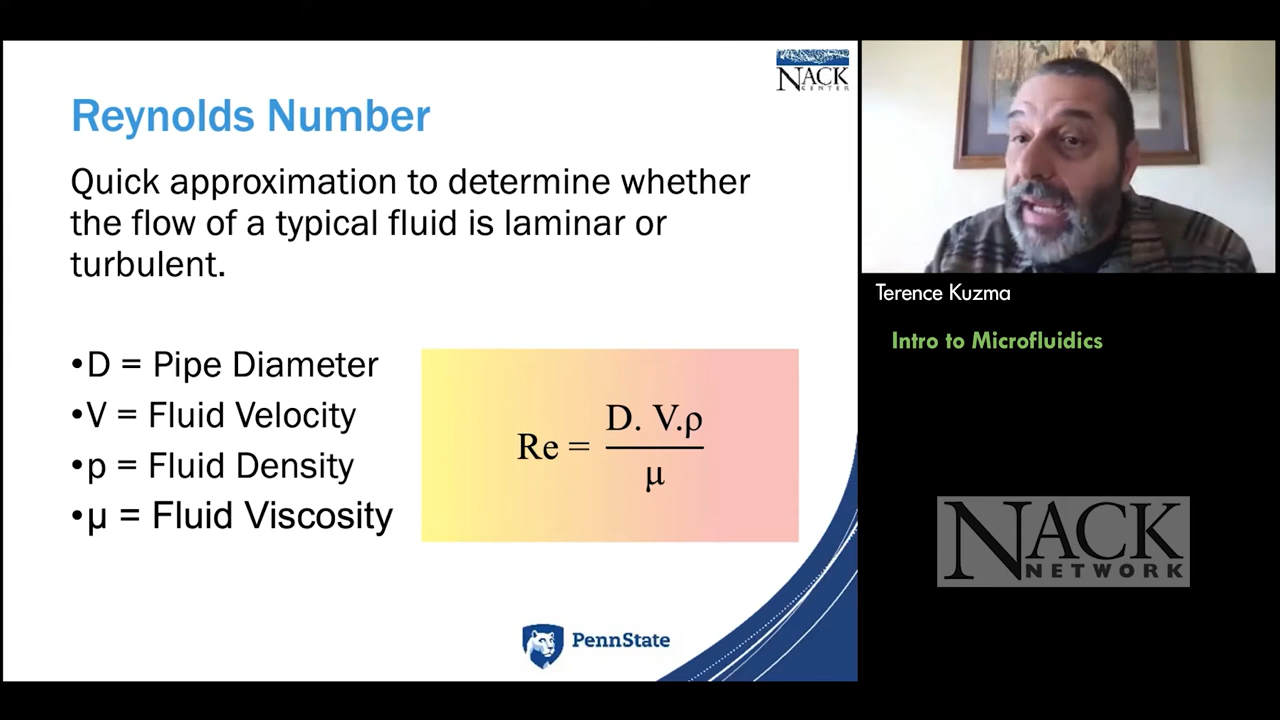 NACK
CENTER
Reynolds Number
Quick approximation to determine whether
the flow of a typical fluid is laminar or
turbulent.
•D = Pipe Diameter
•V = Fluid Velocity
•p = Fluid Density
•μ = Fluid Viscosity
Re = D. V.ρ
μ
PennState
Terence Kuzma
Intro to Microfluidics
NACK
NETWORK